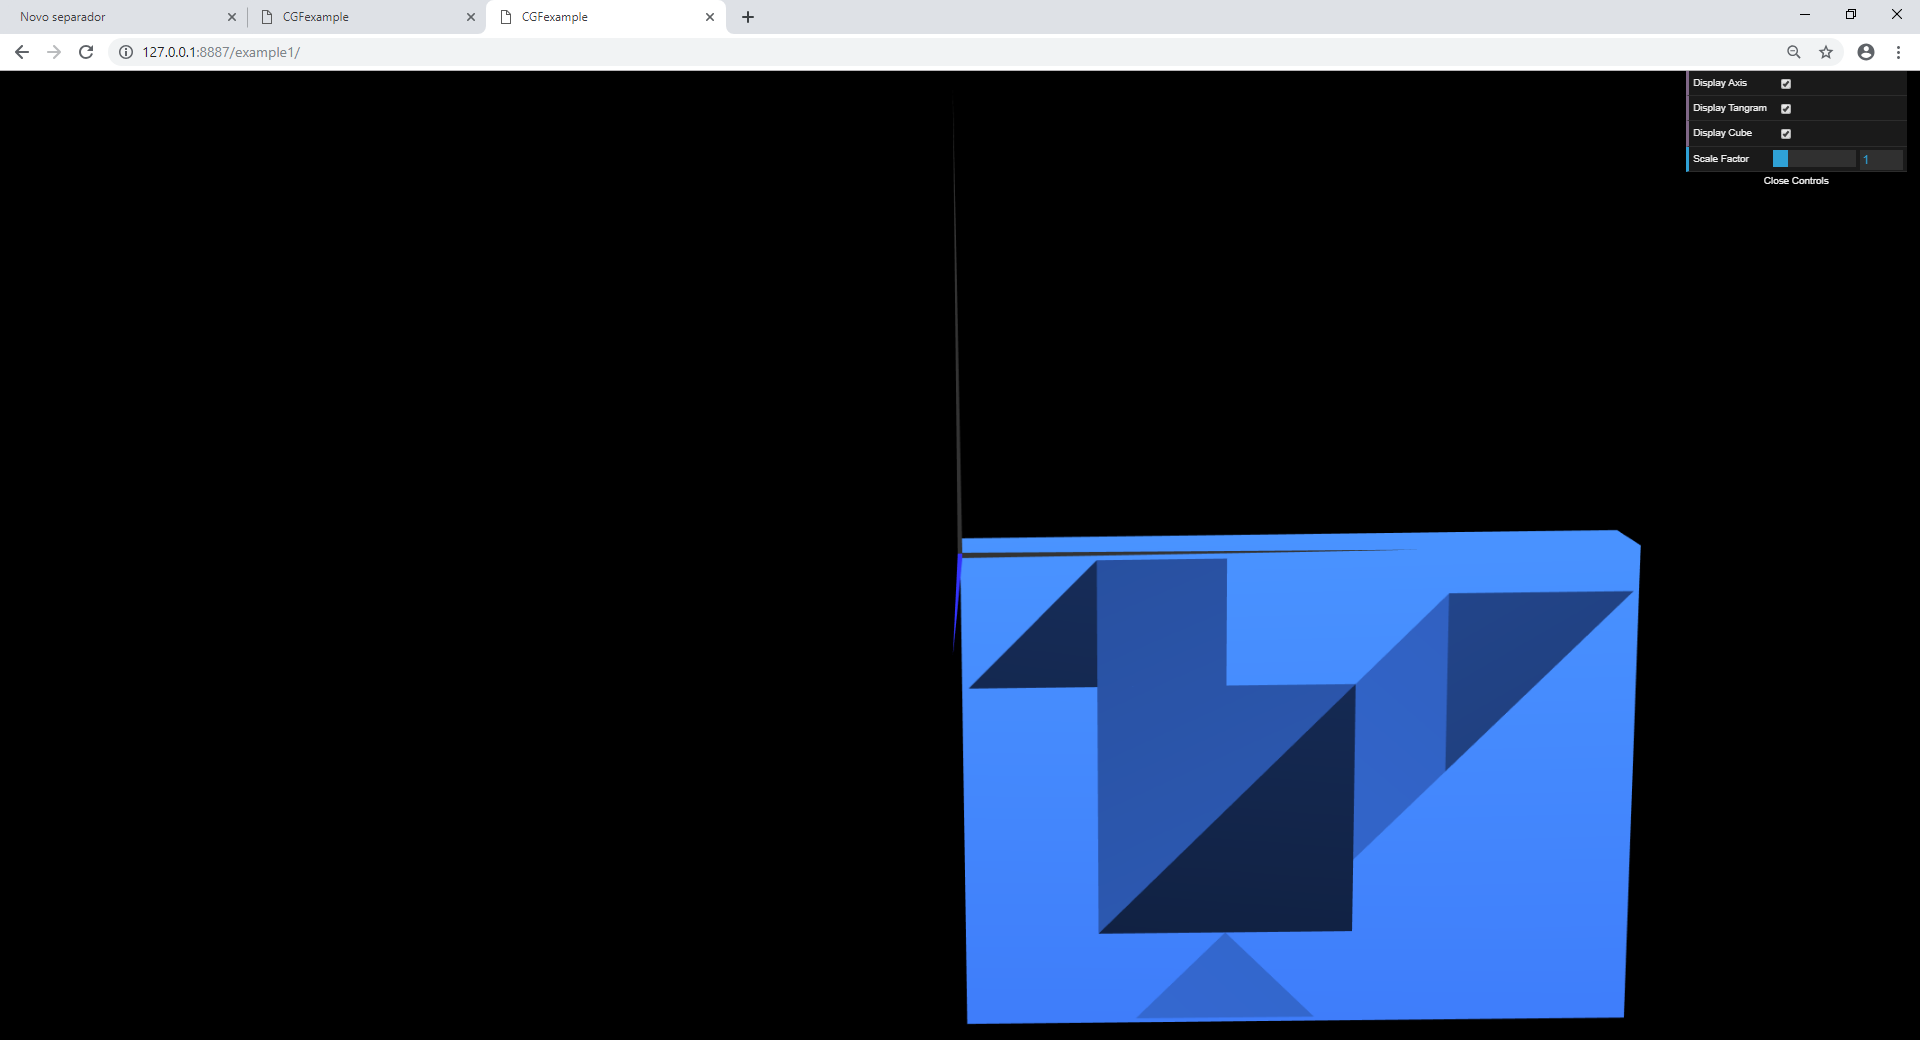 Novo separador
CGFexample
CGFexample
127.0.0.1:8887/example1/
Display Axis
Display Tangram
Display Cube
Scale Factor 1
Close Controls